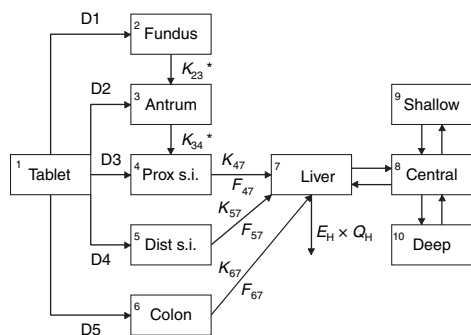 D1
2 Fundus
K23 *
D2
3 Antrum
K34 *
9 Shallow
D3
1 Tablet
4 Prox s.i.
K47
F47
7 Liver
8 Central
K57
F57
D4
5 Dist s.i.
EH × QH
10 Deep
K67
F67
6 Colon
D5